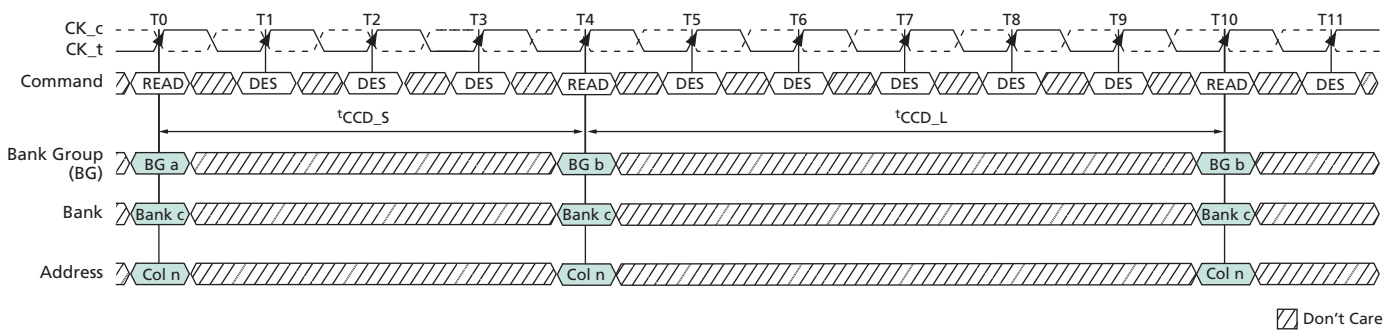 T0 T1 T2 T3 T4 T5 T6 T7 T8 T9 T10 T11
CK_c
CK_t
Command READ DES DES DES READ DES DES DES DES DES READ DES
tCCD_S tCCD_L
Bank Group
(BG)
BG a BG b BG b
Bank Bank c Bank c Bank c
Address Col n Col n Col n
Don't Care